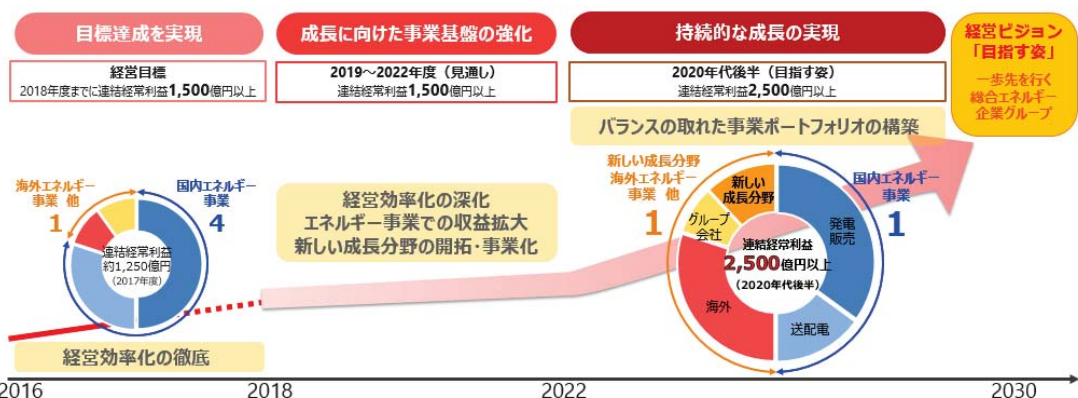 目標達成を実現
経営目標
2018年度までに連結経常利益1,500億円以上
成長に向けた事業基盤の強化
2019～2022年度（見通し）
連結経常利益1,500億円以上
持続的な成長の実現
2020年代後半（目指す姿）
連結経常利益2,500億円以上
経営ビジョン
「目指す姿」
一歩先を行く
総合エネルギー
企業グループ
バランスの取れた事業ポートフォリオの構築
海外エネルギー
事業 他
1
国内エネルギー
事業
4
連結経常利益
約1,250億円
（2017年度）
経営効率化の徹底
経営効率化の深化
エネルギー事業での収益拡大
新しい成長分野の開拓・事業化
新しい成長分野
海外エネルギー
事業 他
1
国内エネルギー
事業
1
新しい
成長分野
グループ
会社
海外
発電
販売
送配電
連結経常利益
2,500億円以上
（2020年代後半）
2016
2018
2022
2030